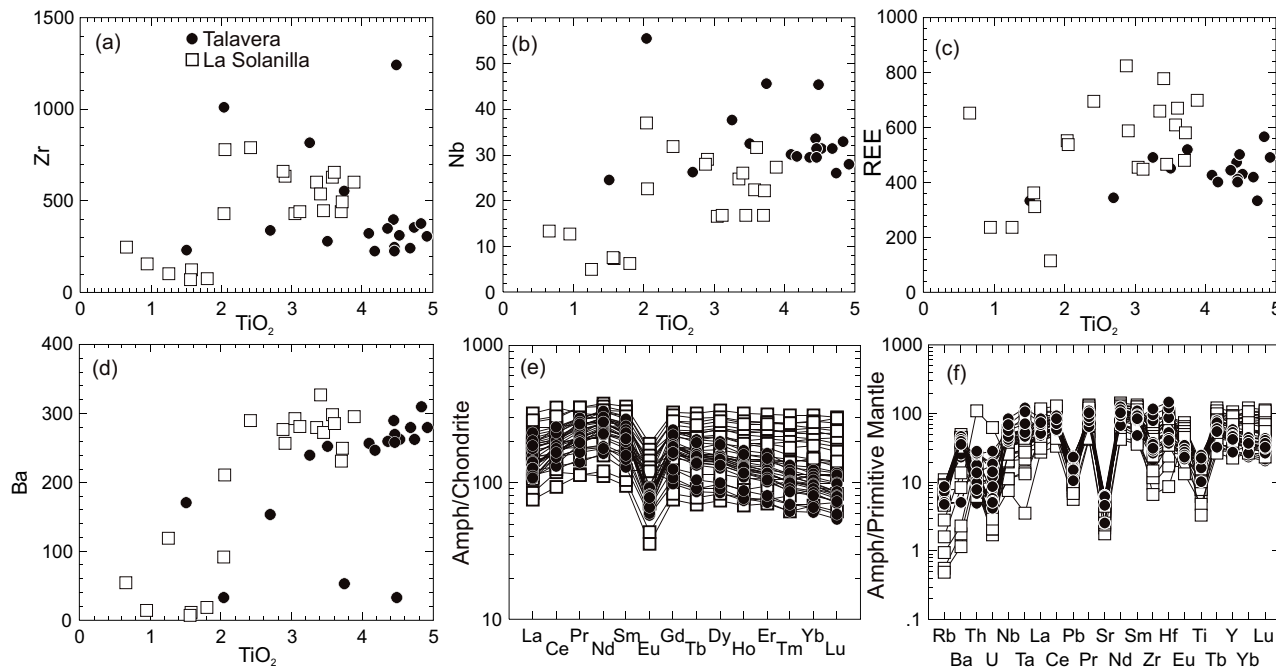 1500
1000
500
0
Zr
(a)
Talavera
La Solanilla
0 1 2 3 4 5
TiO2
60
50
40
30
20
10
0
Nb
(b)
0 1 2 3 4 5
TiO2
1000
800
600
400
200
0
REE
(c)
0 1 2 3 4 5
TiO2
400
300
200
100
0
Ba
(d)
0 1 2 3 4 5
TiO2
1000
100
10
Amph/Chondrite
(e)
La Ce Pr Nd Sm Eu Gd Tb Dy Ho Er Tm Yb Lu
1000
100
10
1
.1
Amph/Primitive Mantle
(f)
Rb Th Nb La Pb Sr Sm Hf Ti Y Lu
Ba U Ta Ce Pr Nd Zr Eu Tb Yb